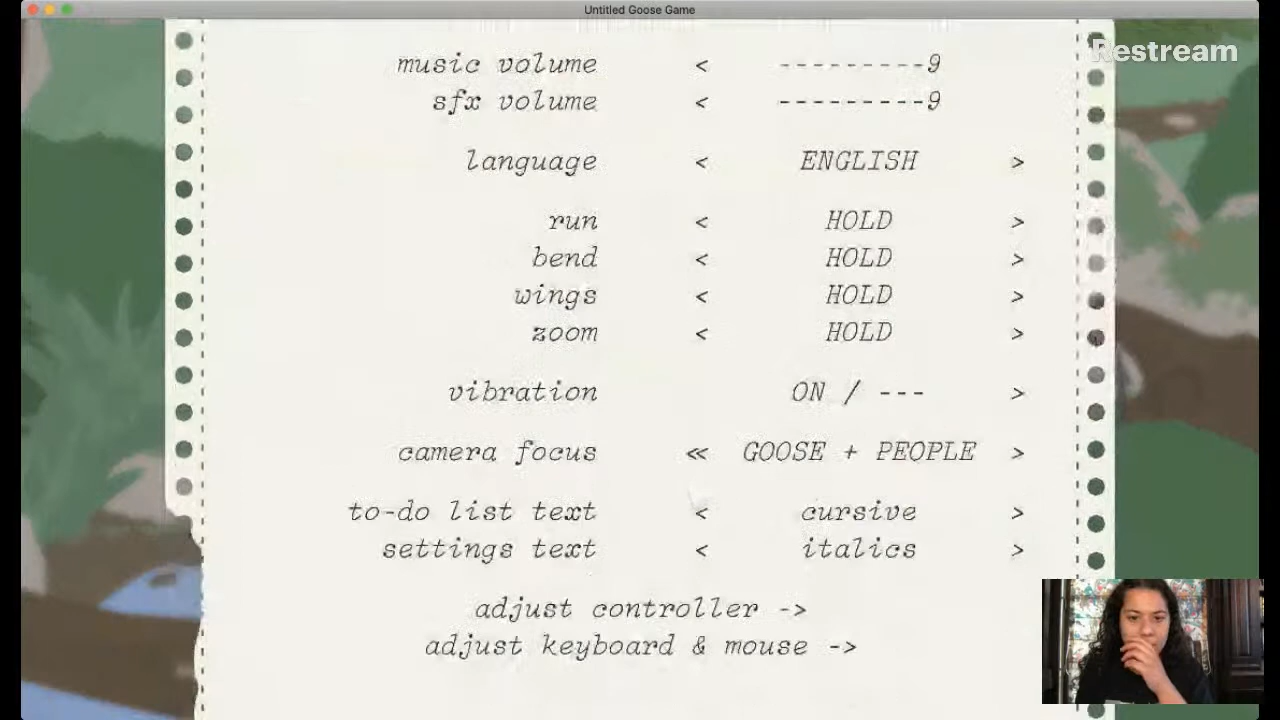 Untitled Goose Game
Restream
music volume < ---------9
sfx volume < ---------9
language < ENGLISH >
run < HOLD >
bend < HOLD >
wings < HOLD >
zoom < HOLD >
vibration ON / --- >
camera focus << GOOSE + PEOPLE >
to-do list text < cursive >
settings text < italics >
adjust controller ->
adjust keyboard & mouse ->